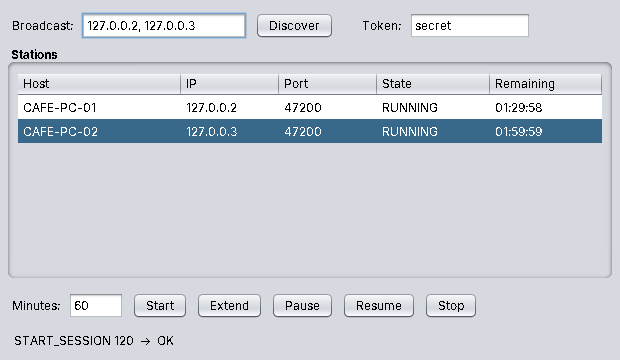 Broadcast: 127.0.0.2, 127.0.0.3 Discover Token: secret
Stations
Host IP Port State Remaining
CAFE-PC-01 127.0.0.2 47200 RUNNING 01:29:58
CAFE-PC-02 127.0.0.3 47200 RUNNING 01:59:59
Minutes: 60 Start Extend Pause Resume Stop
START_SESSION 120 → OK